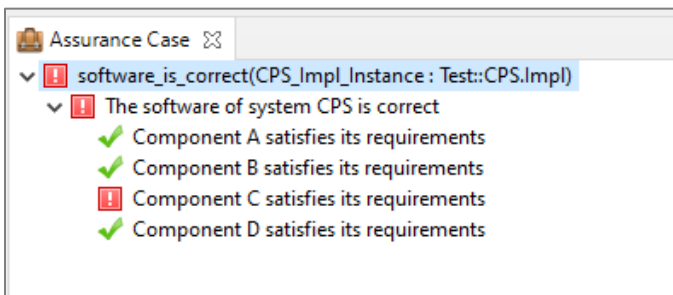 Assurance Case
software_is_correct(CPS_Impl_Instance : Test::CPS.Impl)
The software of system CPS is correct
Component A satisfies its requirements
Component B satisfies its requirements
Component C satisfies its requirements
Component D satisfies its requirements